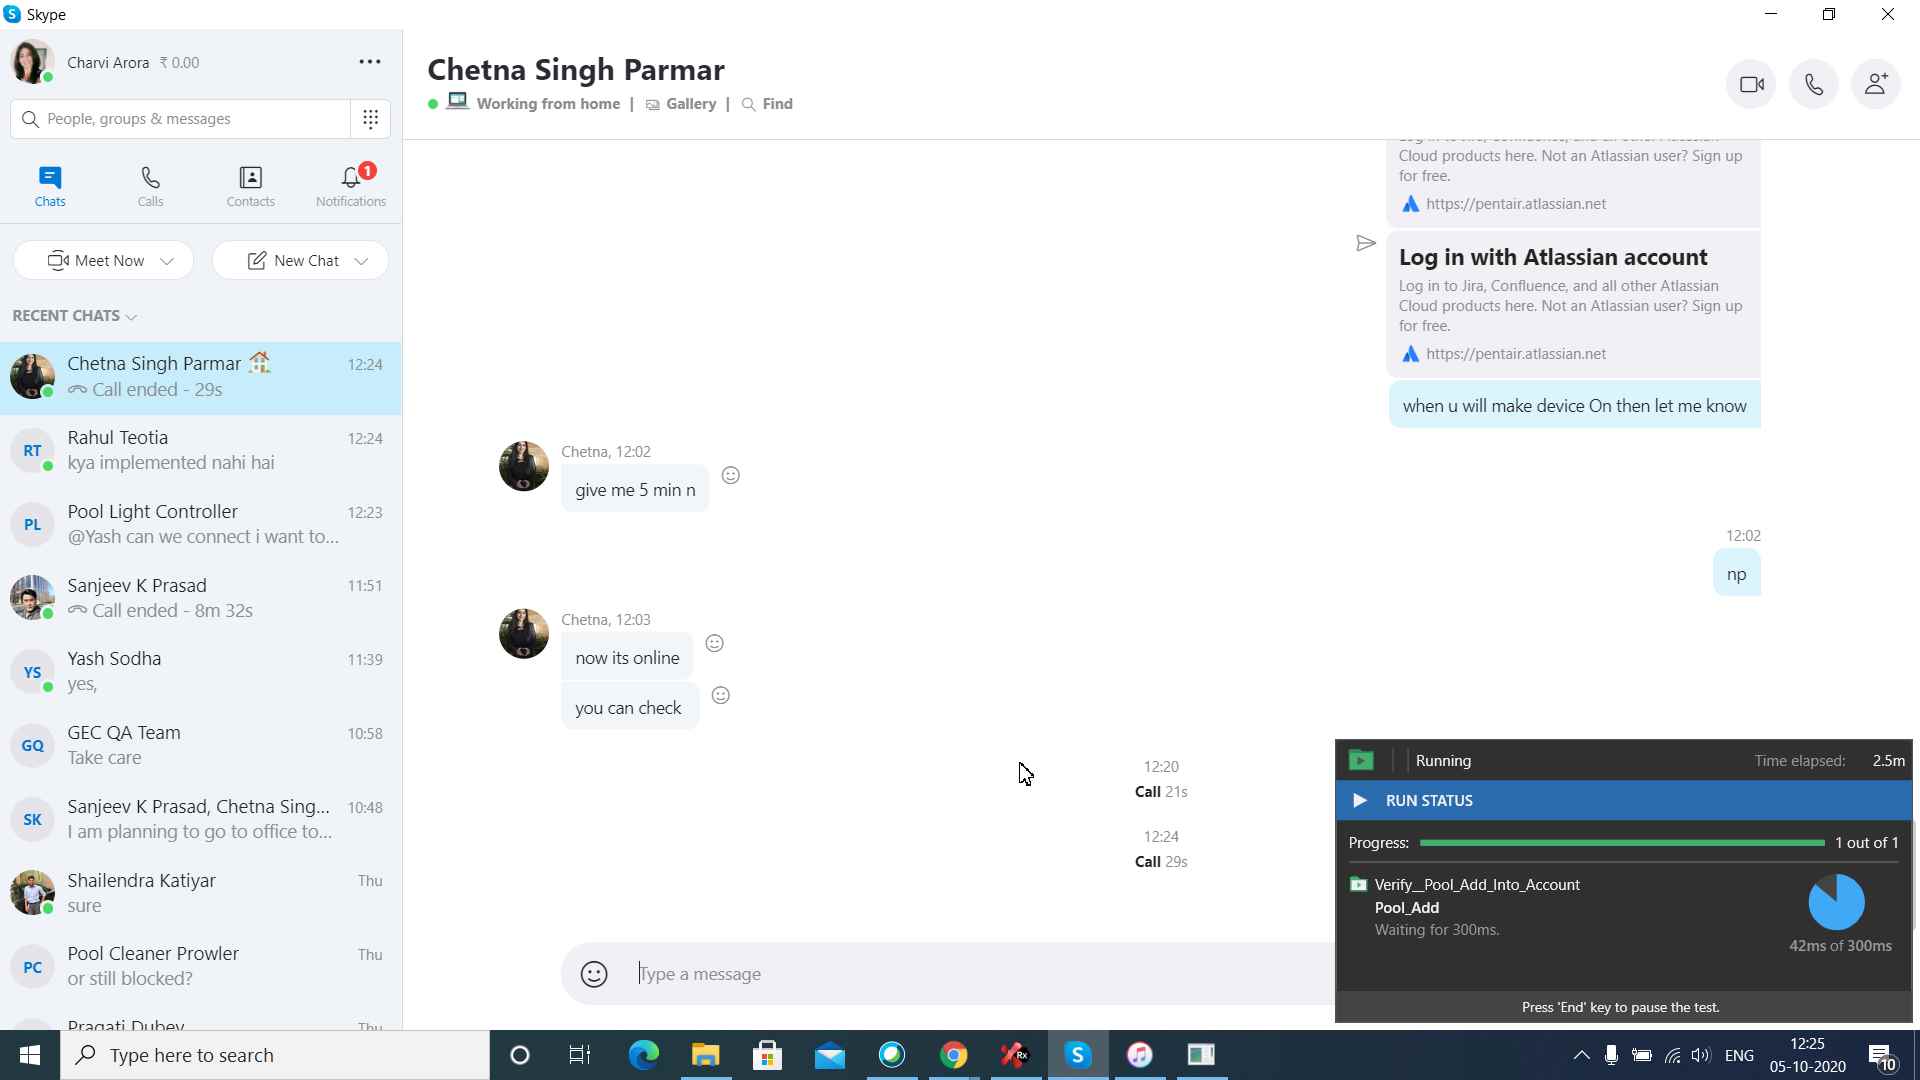 Skype
Charvi Arora ₹ 0.00
People, groups & messages
Chats
Calls
Contacts
Notifications
1
Meet Now
New Chat
RECENT CHATS
Chetna Singh Parmar 12:24
Call ended - 29s
RT
Rahul Teotia 12:24
kya implemented nahi hai
PL
Pool Light Controller 12:23
@Yash can we connect i want to...
Sanjeev K Prasad 11:51
Call ended - 8m 32s
YS
Yash Sodha 11:39
yes,
GQ
GEC QA Team 10:58
Take care
SK
Sanjeev K Prasad, Chetna Sing... 10:48
I am planning to go to office to...
Shailendra Katiyar Thu
sure
PC
Pool Cleaner Prowler Thu
or still blocked?
Pragati Dubey Thu
Chetna Singh Parmar
Working from home | Gallery | Find
Log in to Jira, Confluence, and all other Atlassian
Cloud products here. Not an Atlassian user? Sign up
for free.
https://pentair.atlassian.net
Log in with Atlassian account
Log in to Jira, Confluence, and all other Atlassian
Cloud products here. Not an Atlassian user? Sign up
for free.
https://pentair.atlassian.net
when u will make device On then let me know
Chetna, 12:02
give me 5 min n
12:02
np
Chetna, 12:03
now its online
you can check
12:20
Call 21s
12:24
Call 29s
Type a message
Running Time elapsed: 2.5m
RUN STATUS
Progress: 1 out of 1
Verify__Pool_Add_Into_Account
Pool_Add
Waiting for 300ms.
42ms of 300ms
Press 'End' key to pause the test.
Type here to search
Rx
S
ENG
12:25
05-10-2020
10